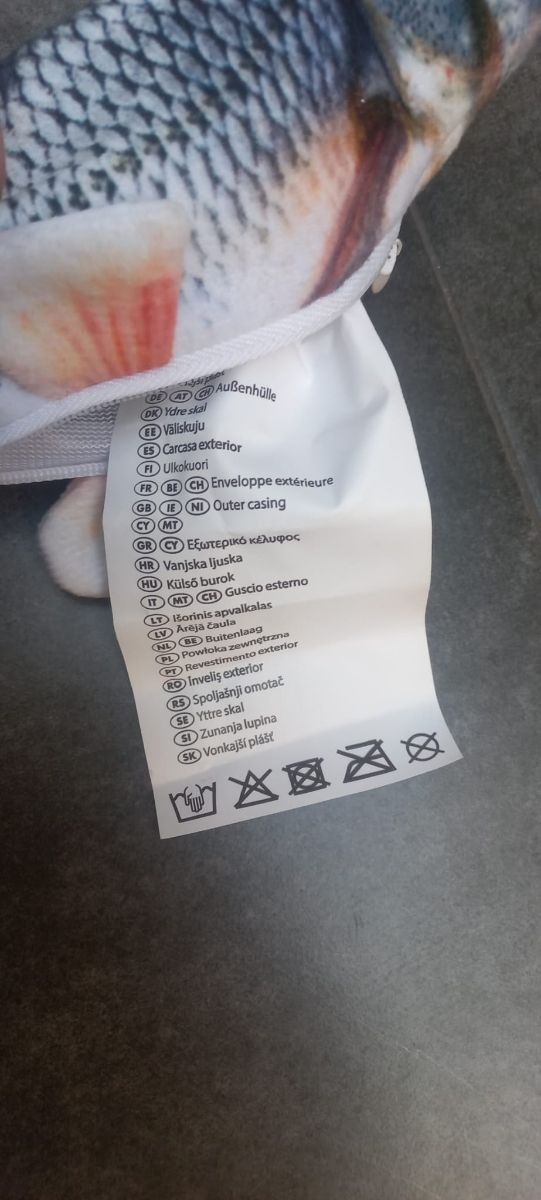 DE AT CH Außenhülle
DK Ydre skal
EE Väliskuju
ES Carcasa exterior
FI Ulkokuori
FR BE CH Enveloppe extérieure
GB IE NI Outer casing
CY MT
GR CY Εξωτερικό κέλυφος
HR Vanjska ljuska
HU Külső burok
IT MT CH Guscio esterno
LT Išorinis apvalkalas
LV Ārējā čaula
NL BE Buitenlaag
PL Powłoka zewnętrzna
PT Revestimento exterior
RO Înveliș exterior
RS Spoljašnji omotač
SE Yttre skal
SI Zunanja lupina
SK Vonkajší plášť